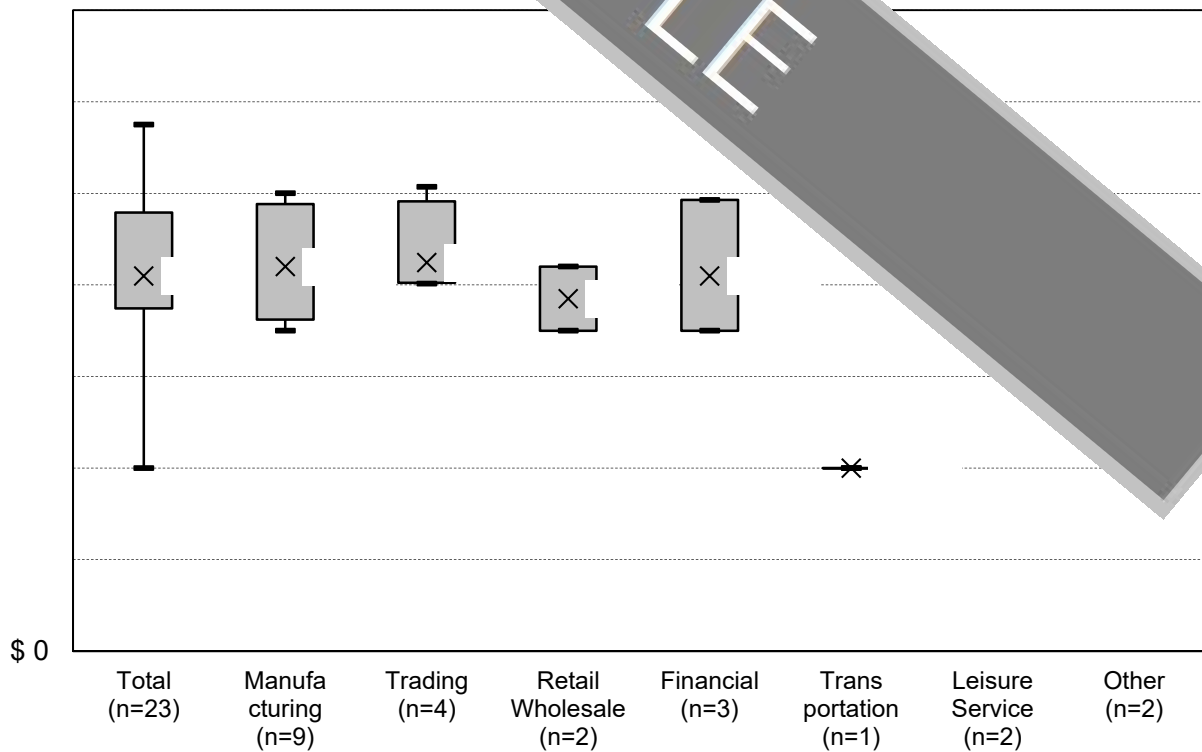 LE
$ 0
Total
(n=23)
Manufa
cturing
(n=9)
Trading
(n=4)
Retail
Wholesale
(n=2)
Financial
(n=3)
Trans
portation
(n=1)
Leisure
Service
(n=2)
Other
(n=2)